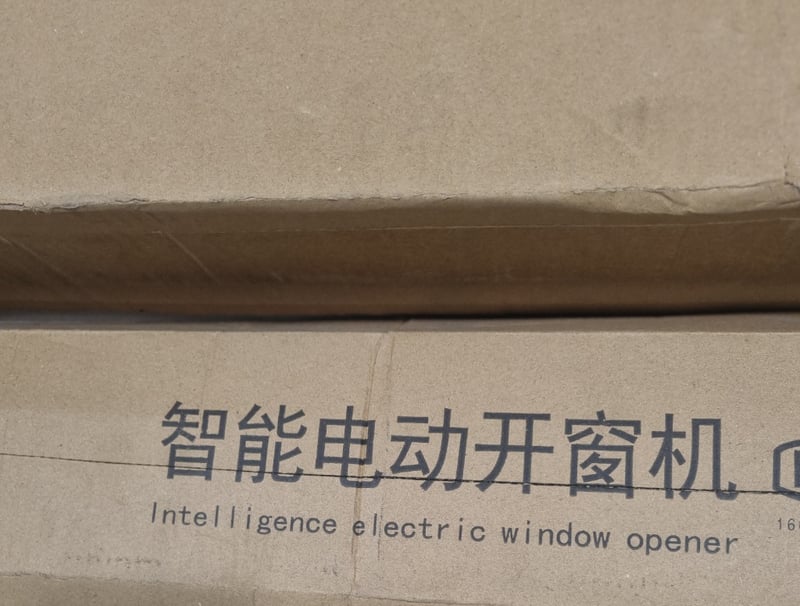 智能电动开窗机
Intelligence electric window opener